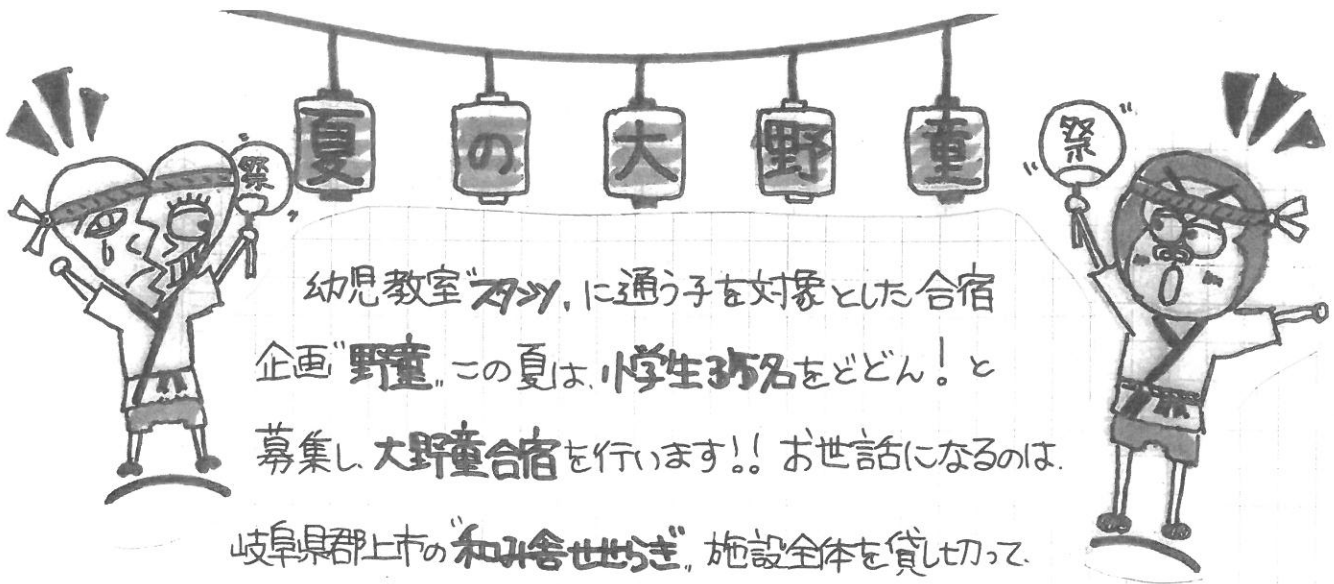 夏の大野童
祭
祭
幼児教室〝スタンツ〟に通う子を対象とした合宿
企画〝野童〟この夏は、小学生35名をどどん!と
募集し、大野童合宿を行います!!お世話になるのは、
岐阜県郡上市の〝和み舎せせらぎ〟施設全体を貸し切って、